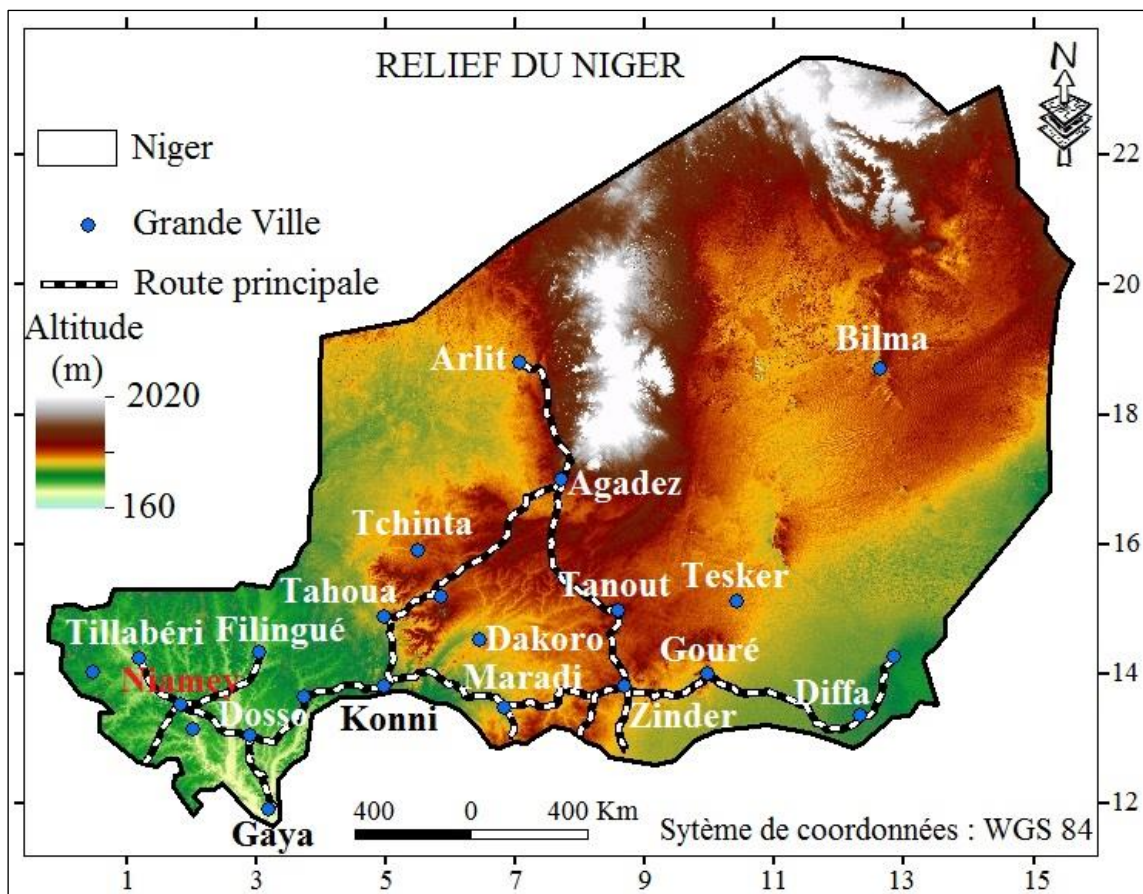 RELIEF DU NIGER
N
Niger
Grande Ville
Route principale
Altitude
(m)
2020
160
22
20
18
16
14
12
Arlit
Bilma
Agadez
Tchinta
Tahoua
Tanout
Tesker
Tillabéri
Filingué
Dakoro
Gouré
Niamey
Maradi
Dosso
Konni
Zinder
Diffa
Gaya
400 0 400 Km
Sytème de coordonnées : WGS 84
1 3 5 7 9 11 13 15